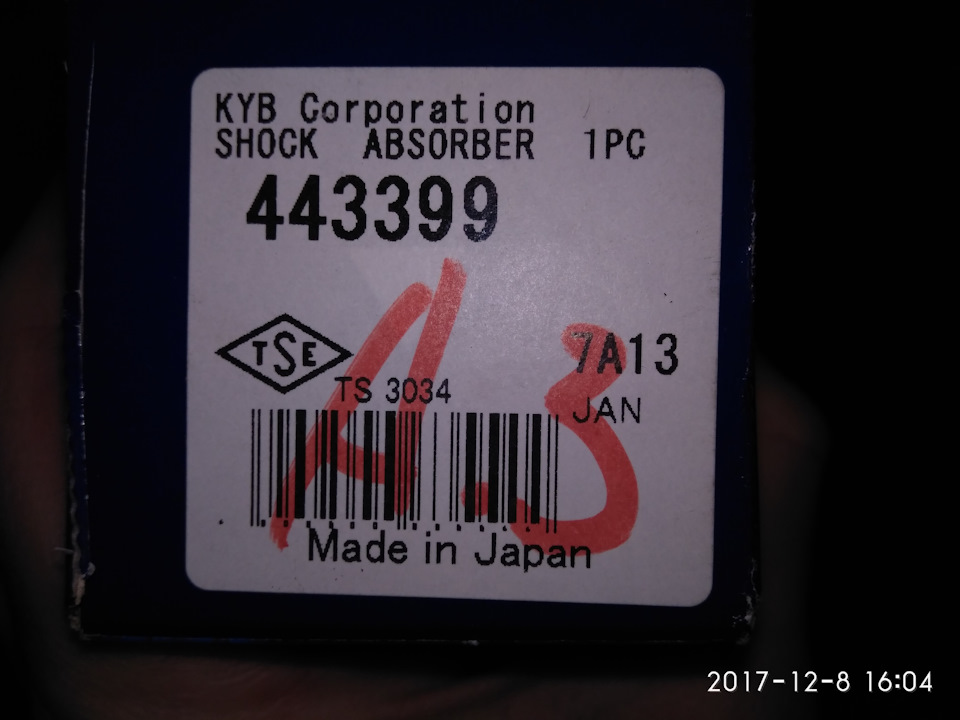 KYB Corporation
SHOCK ABSORBER 1PC
443399
A3
TSE
7A13
TS 3034
JAN
Made in Japan
2017-12-8 16:04